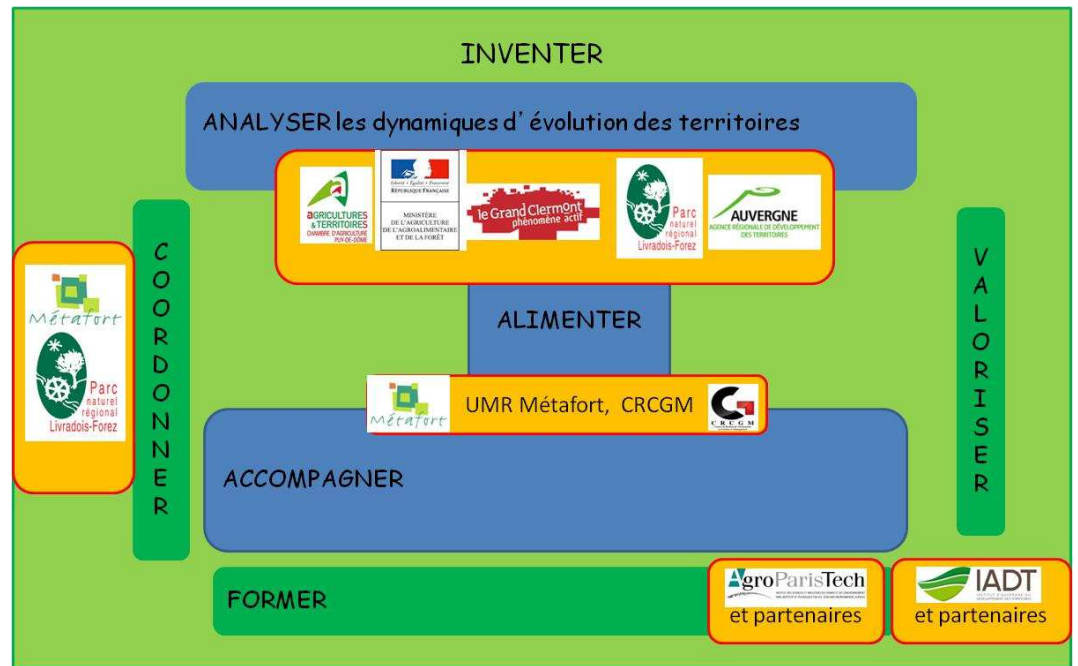 INVENTER
ANALYSER les dynamiques d' évolution des territoires
AGRICULTURES
& TERRITOIRES
CHAMBRE D'AGRICULTURE
PUY-DE-DÔME
Liberté • Égalité • Fraternité
RÉPUBLIQUE FRANÇAISE
MINISTÈRE
DE L'AGRICULTURE
DE L'AGROALIMENTAIRE
ET DE LA FORÊT
le Grand Clermont
phénomène actif
Parc
naturel
régional
Livradois-Forez
AUVERGNE
AGENCE RÉGIONALE DE DÉVELOPPEMENT
DES TERRITOIRES
COORDONNER
Métafort
Parc
naturel
régional
Livradois-Forez
VALORISER
ALIMENTER
Métafort
UMR Métafort, CRCGM
CRCGM
ACCOMPAGNER
FORMER
AgroParisTech
et partenaires
IADT
et partenaires